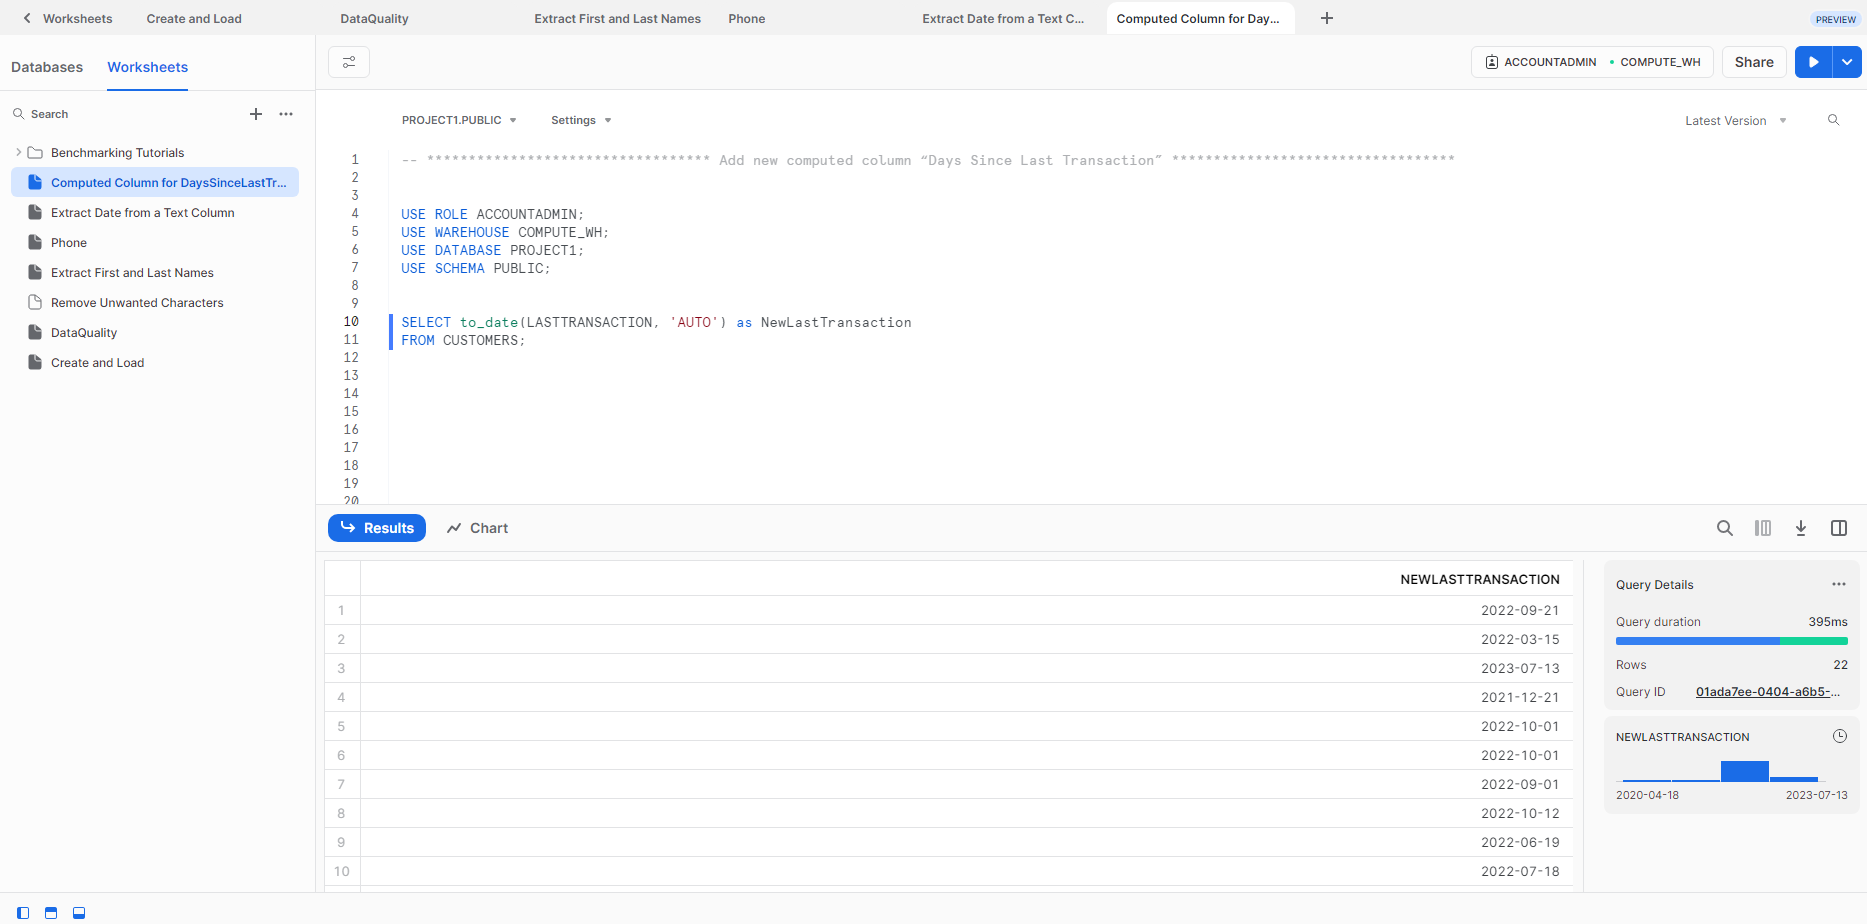 Worksheets
Create and Load
DataQuality
Extract First and Last Names
Phone
Extract Date from a Text C...
Computed Column for Day...
PREVIEW
Databases
Worksheets
ACCOUNTADMIN
COMPUTE_WH
Share
Search
Benchmarking Tutorials
Computed Column for DaysSinceLastTr...
Extract Date from a Text Column
Phone
Extract First and Last Names
Remove Unwanted Characters
DataQuality
Create and Load
PROJECT1.PUBLIC
Settings
Latest Version
1 -- ********************************** Add new computed column “Days Since Last Transaction” **********************************
2
3
4 USE ROLE ACCOUNTADMIN;
5 USE WAREHOUSE COMPUTE_WH;
6 USE DATABASE PROJECT1;
7 USE SCHEMA PUBLIC;
8
9
10 SELECT to_date(LASTTRANSACTION, 'AUTO') as NewLastTransaction
11 FROM CUSTOMERS;
12
13
14
15
16
17
18
19
20
Results
Chart
NEWLASTTRANSACTION
1 2022-09-21
2 2022-03-15
3 2023-07-13
4 2021-12-21
5 2022-10-01
6 2022-10-01
7 2022-09-01
8 2022-10-12
9 2022-06-19
10 2022-07-18
Query Details
Query duration 395ms
Rows 22
Query ID 01ada7ee-0404-a6b5-...
NEWLASTTRANSACTION
2020-04-18 2023-07-13